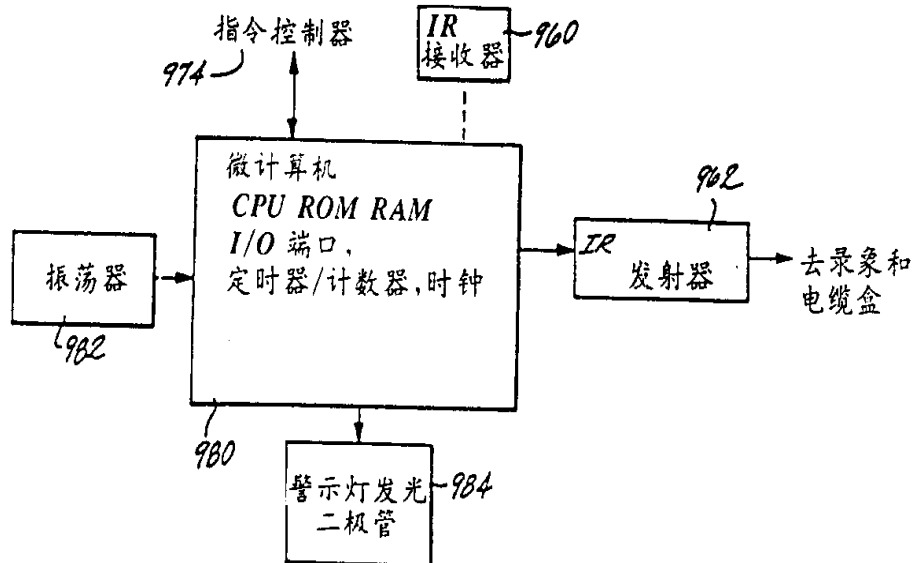 指令控制器
974
IR
接收器
960
微计算机
CPU ROM RAM
I/O 端口,
定时器/计数器,时钟
振荡器
982
980
IR
发射器
962
去录象和
电缆盒
警示灯发光
二极管
984